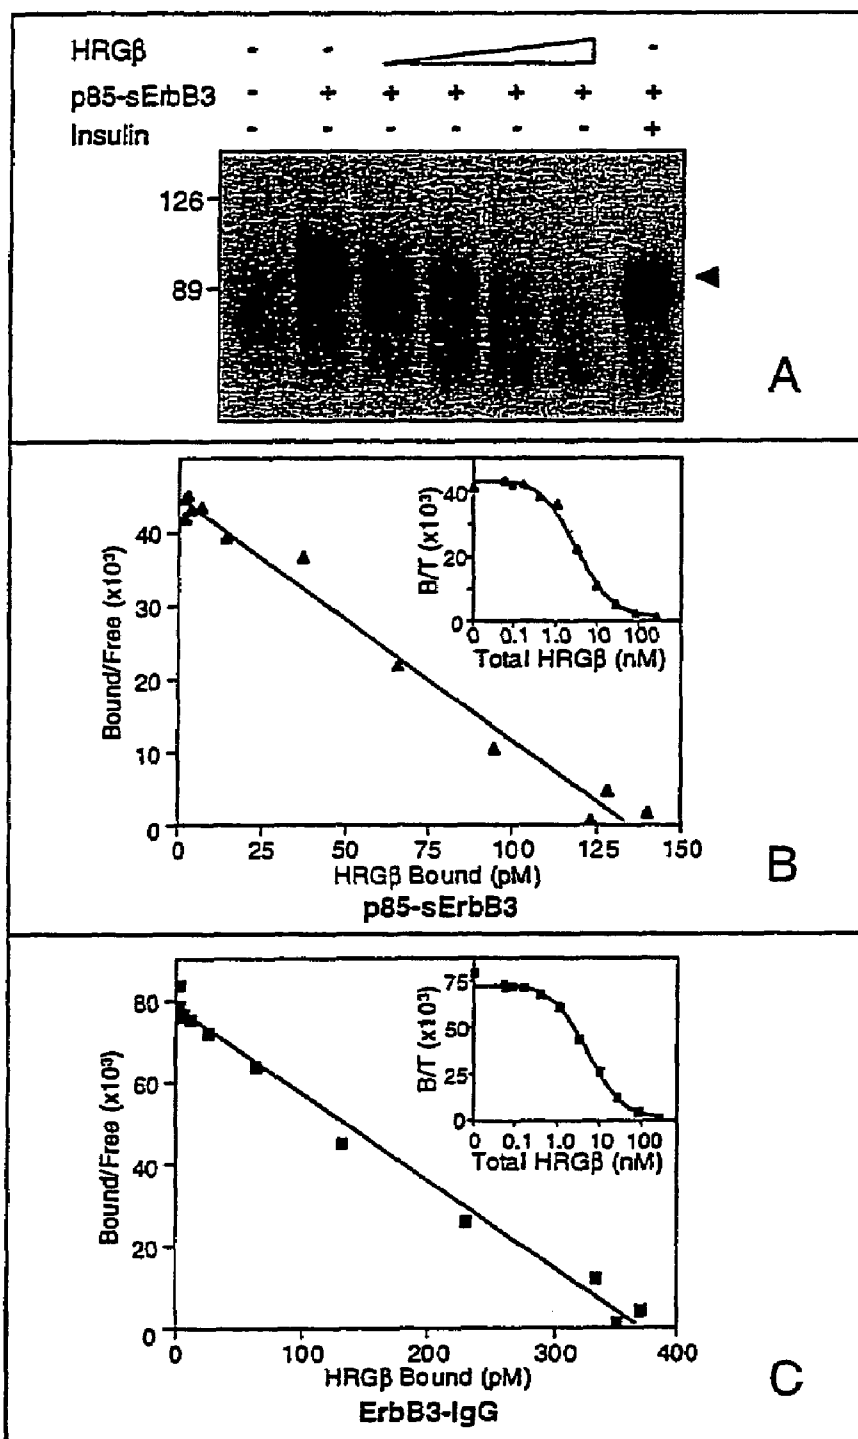 HRGβ - - -
p85-sErbB3 - + + + + + +
Insulin - - - - - - +
126
89
A
Bound/Free (x10³)
40
30
20
10
0
0 25 50 75 100 125 150
HRGβ Bound (pM)
p85-sErbB3
B/T (x10³)
40
20
0
0 0.1 1.0 10 100
Total HRGβ (nM)
B
Bound/Free (x10³)
80
60
40
20
0
0 100 200 300 400
HRGβ Bound (pM)
ErbB3-IgG
B/T (x10³)
75
50
25
0
0 0.1 1.0 10 100
Total HRGβ (nM)
C